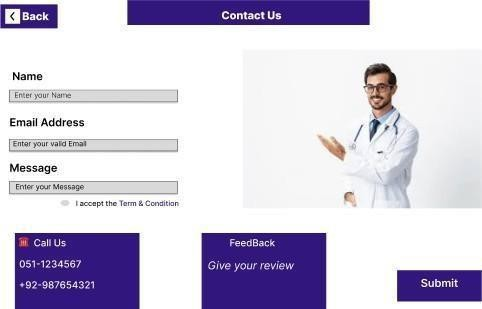 Back
Contact Us
Name
Enter your Name
Email Address
Enter your valid Email
Message
Enter your Message
I accept the Term & Condition
Call Us
051-1234567
+92-987654321
FeedBack
Give your review
Submit